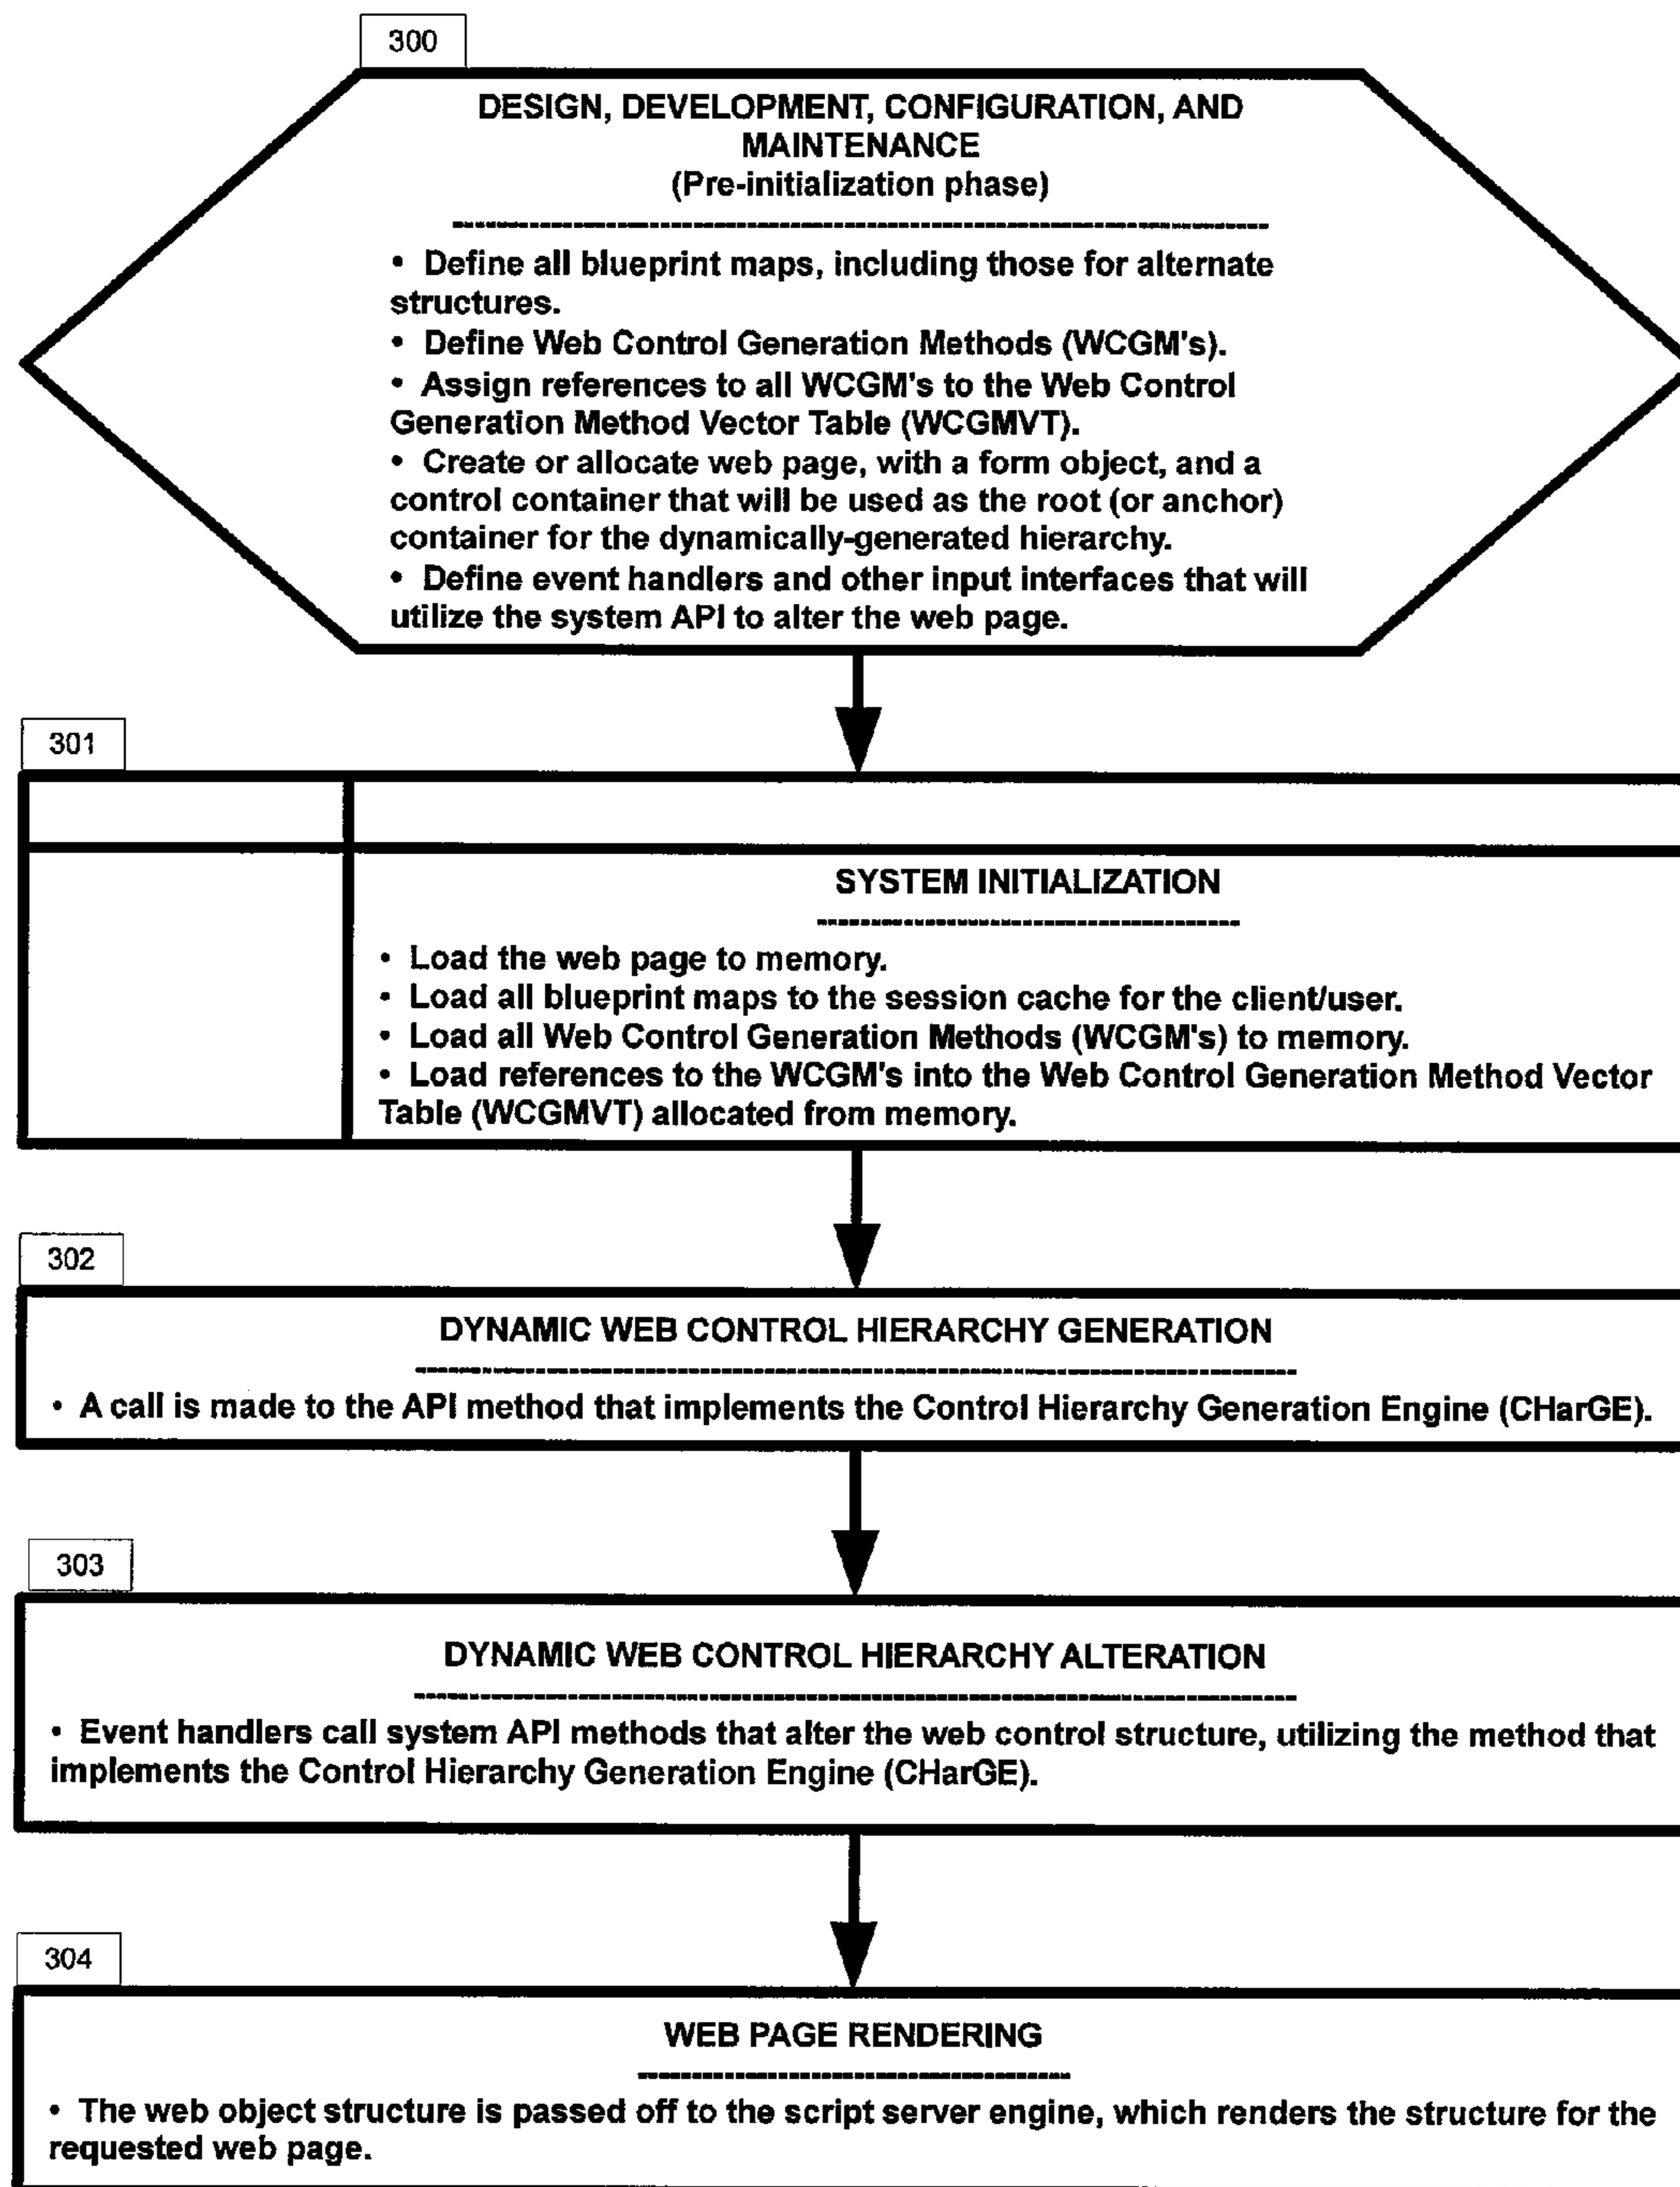 300
DESIGN, DEVELOPMENT, CONFIGURATION, AND
MAINTENANCE
(Pre-initialization phase)
• Define all blueprint maps, including those for alternate
structures.
• Define Web Control Generation Methods (WCGM's).
• Assign references to all WCGM's to the Web Control
Generation Method Vector Table (WCGMVT).
• Create or allocate web page, with a form object, and a
control container that will be used as the root (or anchor)
container for the dynamically-generated hierarchy.
• Define event handlers and other input interfaces that will
utilize the system API to alter the web page.
301
SYSTEM INITIALIZATION
• Load the web page to memory.
• Load all blueprint maps to the session cache for the client/user.
• Load all Web Control Generation Methods (WCGM's) to memory.
• Load references to the WCGM's into the Web Control Generation Method Vector
Table (WCGMVT) allocated from memory.
302
DYNAMIC WEB CONTROL HIERARCHY GENERATION
• A call is made to the API method that implements the Control Hierarchy Generation Engine (CHarGE).
303
DYNAMIC WEB CONTROL HIERARCHY ALTERATION
• Event handlers call system API methods that alter the web control structure, utilizing the method that
implements the Control Hierarchy Generation Engine (CHarGE).
304
WEB PAGE RENDERING
• The web object structure is passed off to the script server engine, which renders the structure for the
requested web page.